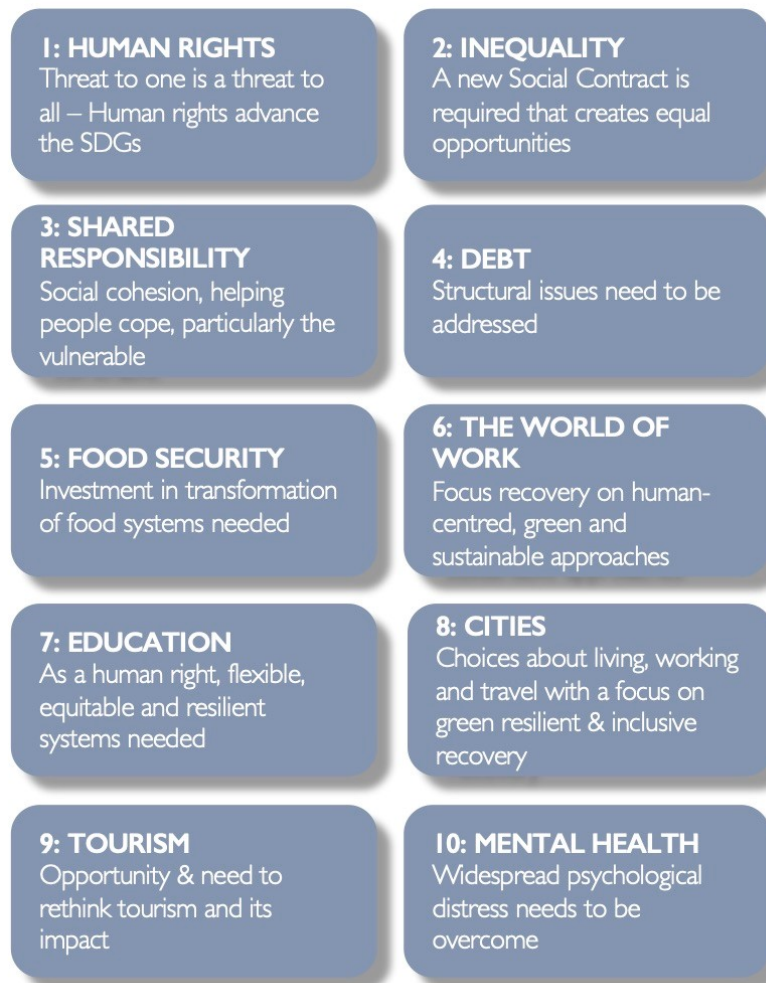 1: HUMAN RIGHTS
Threat to one is a threat to
all – Human rights advance
the SDGs
2: INEQUALITY
A new Social Contract is
required that creates equal
opportunities
3: SHARED
RESPONSIBILITY
Social cohesion, helping
people cope, particularly the
vulnerable
4: DEBT
Structural issues need to be
addressed
5: FOOD SECURITY
Investment in transformation
of food systems needed
6: THE WORLD OF
WORK
Focus recovery on human-
centred, green and
sustainable approaches
7: EDUCATION
As a human right, flexible,
equitable and resilient
systems needed
8: CITIES
Choices about living, working
and travel with a focus on
green resilient & inclusive
recovery
9: TOURISM
Opportunity & need to
rethink tourism and its
impact
10: MENTAL HEALTH
Widespread psychological
distress needs to be
overcome